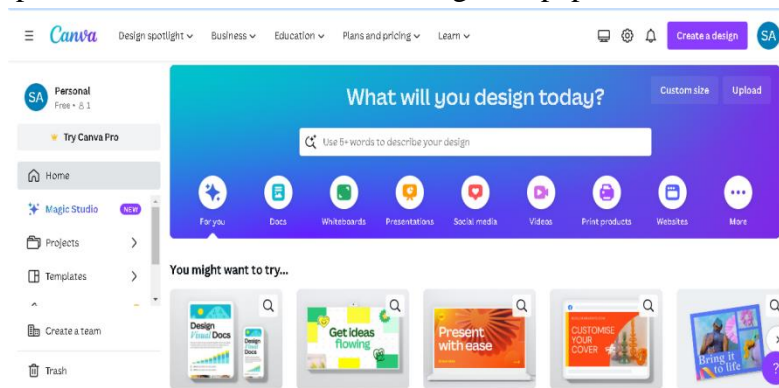 Canva
Design spotlight
Business
Education
Plans and pricing
Learn
Create a design
SA
SA
Personal
Free • 1
Try Canva Pro
Home
Magic Studio NEW
Projects
Templates
Create a team
Trash
What will you design today?
Custom size
Upload
Use 5+ words to describe your design
For you
Docs
Whiteboards
Presentations
Social media
Videos
Print products
Websites
More
You might want to try...
Design
Visual Docs
Design
Visual Docs
Get ideas
flowing
Present
with ease
CUSTOMISE
YOUR
COVER
Bring it
to life
?